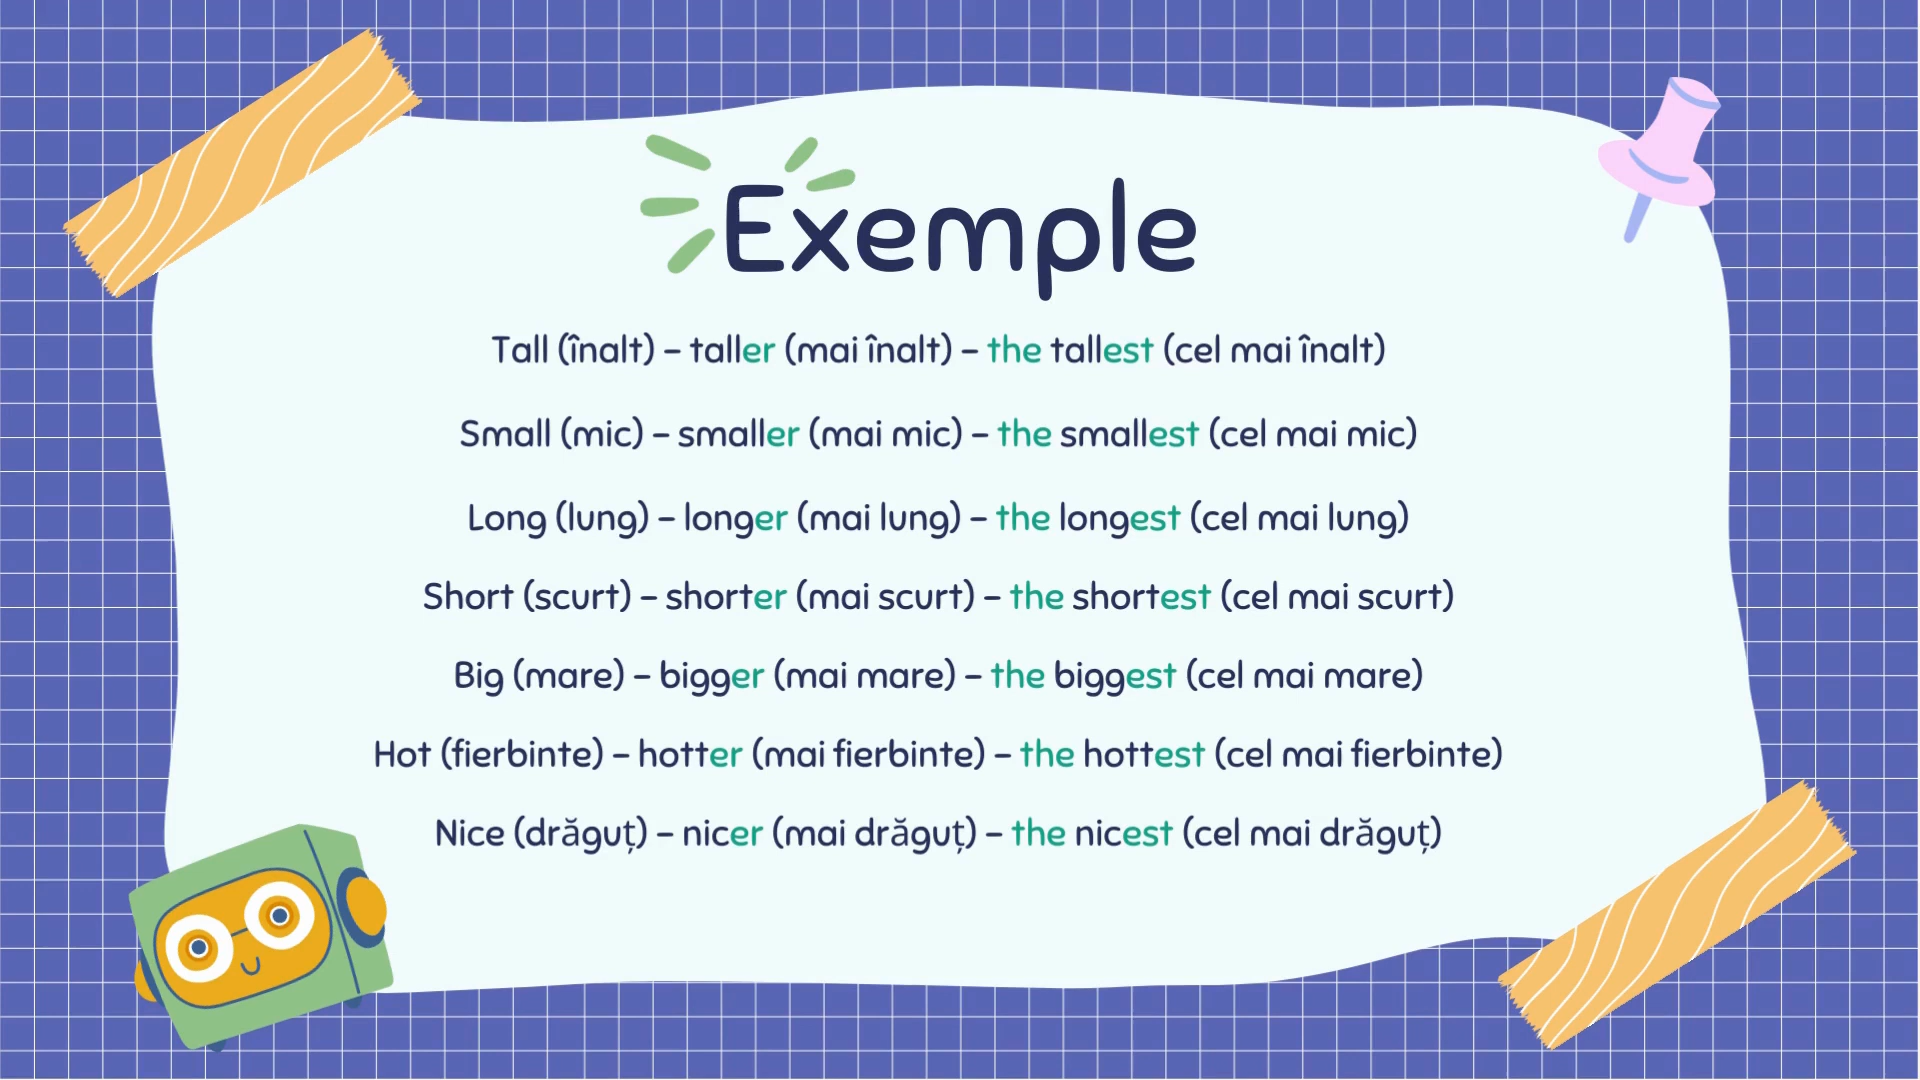 Exemple
Tall (înalt) – taller (mai înalt) – the tallest (cel mai înalt)
Small (mic) – smaller (mai mic) – the smallest (cel mai mic)
Long (lung) – longer (mai lung) – the longest (cel mai lung)
Short (scurt) – shorter (mai scurt) – the shortest (cel mai scurt)
Big (mare) – bigger (mai mare) – the biggest (cel mai mare)
Hot (fierbinte) – hotter (mai fierbinte) – the hottest (cel mai fierbinte)
Nice (drăguț) – nicer (mai drăguț) – the nicest (cel mai drăguț)